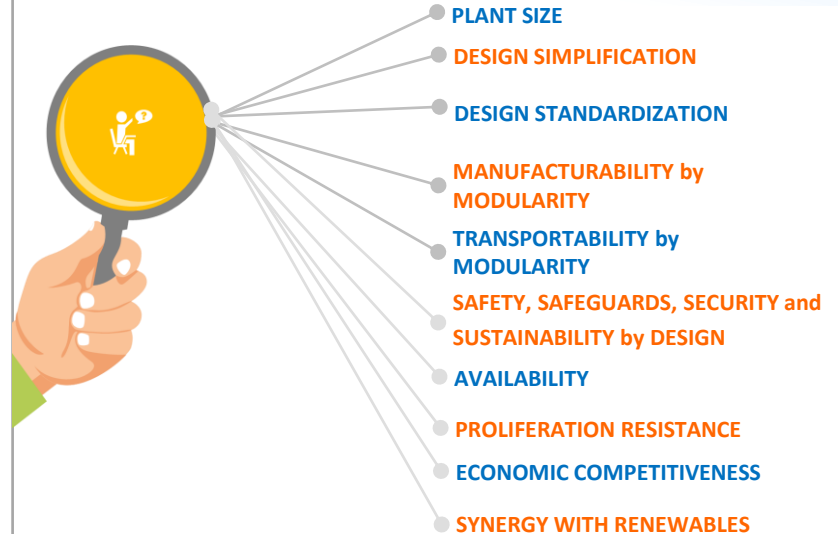 PLANT SIZE
DESIGN SIMPLIFICATION
DESIGN STANDARDIZATION
MANUFACTURABILITY by
MODULARITY
TRANSPORTABILITY by
MODULARITY
SAFETY, SAFEGUARDS, SECURITY and
SUSTAINABILITY by DESIGN
AVAILABILITY
PROLIFERATION RESISTANCE
ECONOMIC COMPETITIVENESS
SYNERGY WITH RENEWABLES
?